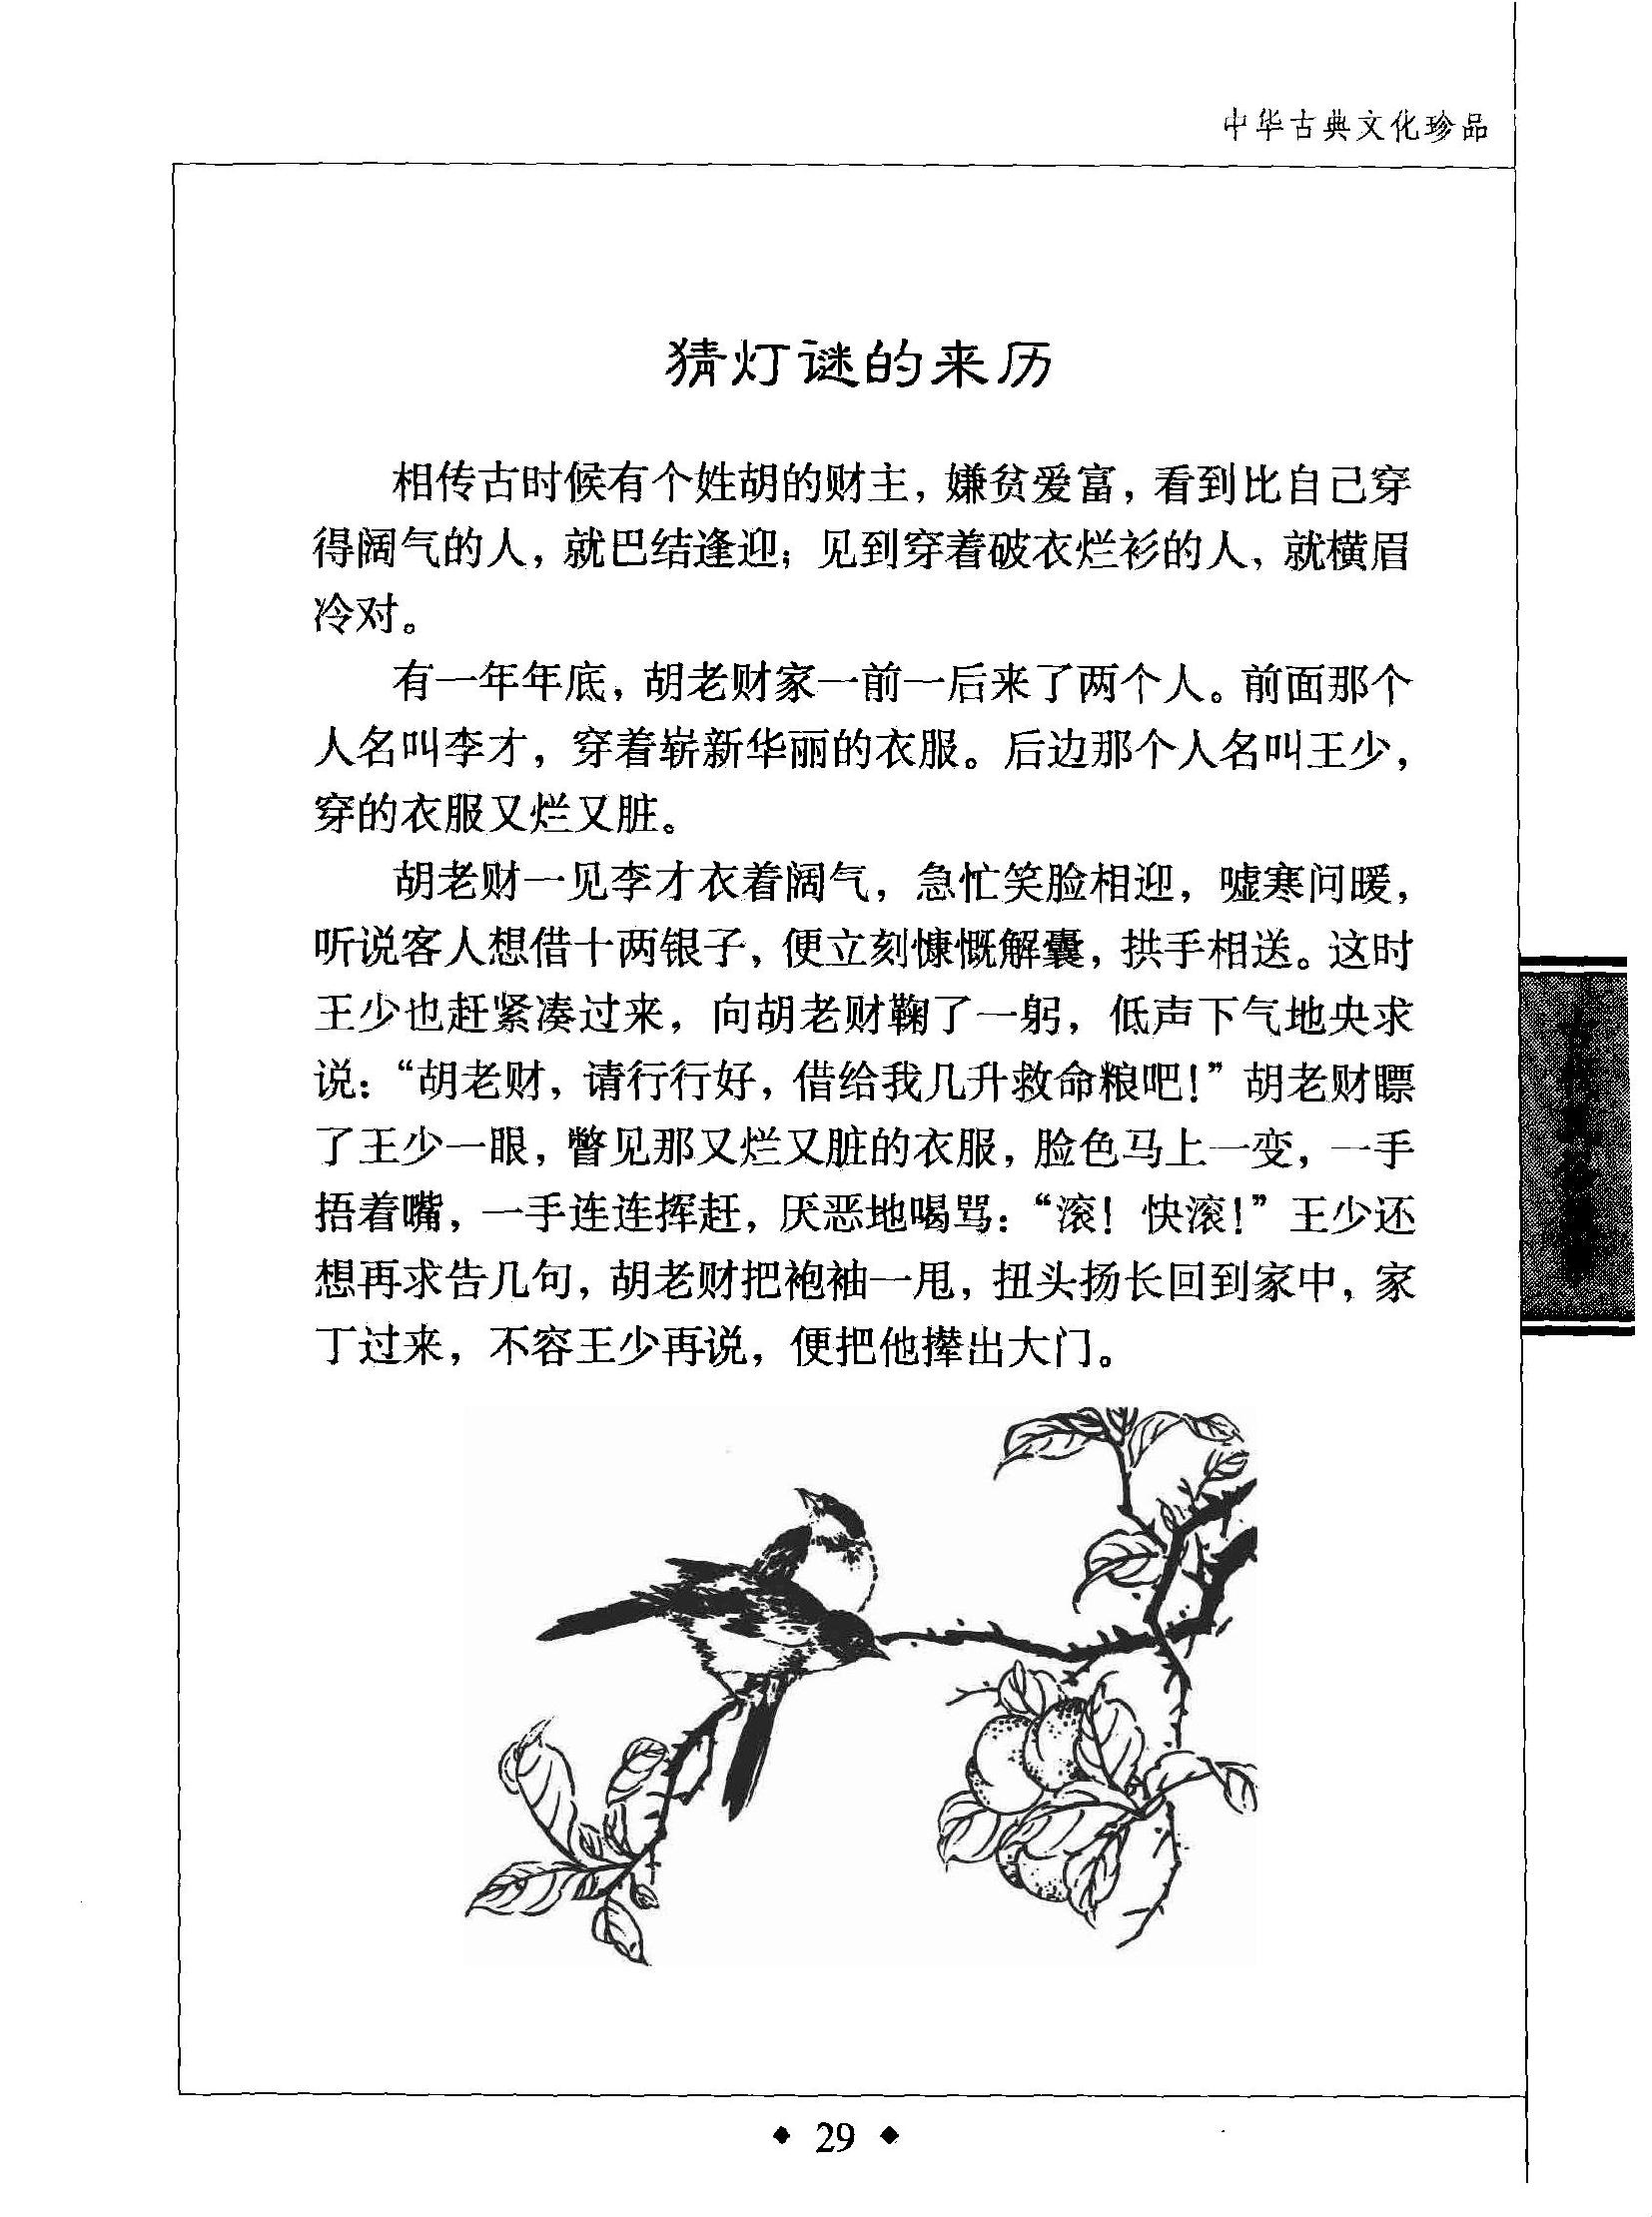 中华古典文化珍品
猜灯谜的来历
相传古时候有个姓胡的财主，嫌贫爱富，看到比自己穿
得阔气的人，就巴结逢迎；见到穿着破衣烂衫的人，就横眉
冷对。
有一年年底，胡老财家一前一后来了两个人。前面那个
人名叫李才，穿着崭新华丽的衣服。后边那个人名叫王少，
穿的衣服又烂又脏。
胡老财一见李才衣着阔气，急忙笑脸相迎，嘘寒问暖，
听说客人想借十两银子，便立刻慷慨解囊，拱手相送。这时
王少也赶紧凑过来，向胡老财鞠了一躬，低声下气地央求
说：“胡老财，请行行好，借给我几升救命粮吧！”胡老财瞟
了王少一眼，瞥见那又烂又脏的衣服，脸色马上一变，一手
捂着嘴，一手连连挥赶，厌恶地喝骂：“滚！快滚！”王少还
想再求告几句，胡老财把袍袖一甩，扭头扬长回到家中，家
丁过来，不容王少再说，便把他撵出大门。
◆ 29 ◆